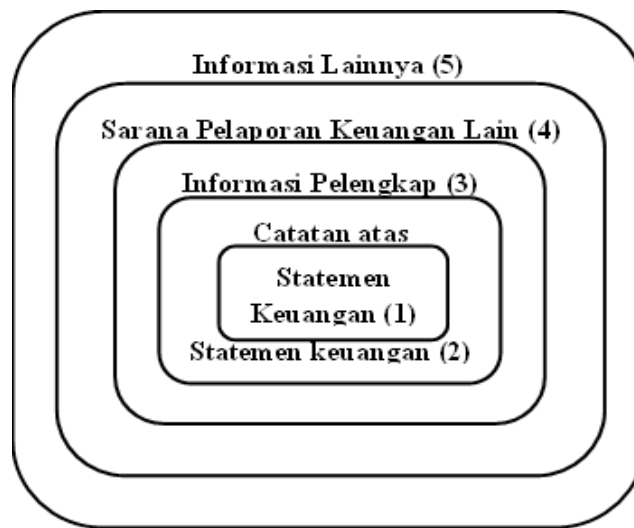 Informasi Lainnya (5)
Sarana Pelaporan Keuangan Lain (4)
Informasi Pelengkap (3)
Catatan atas
Statemen
Keuangan (1)
Statemen keuangan (2)